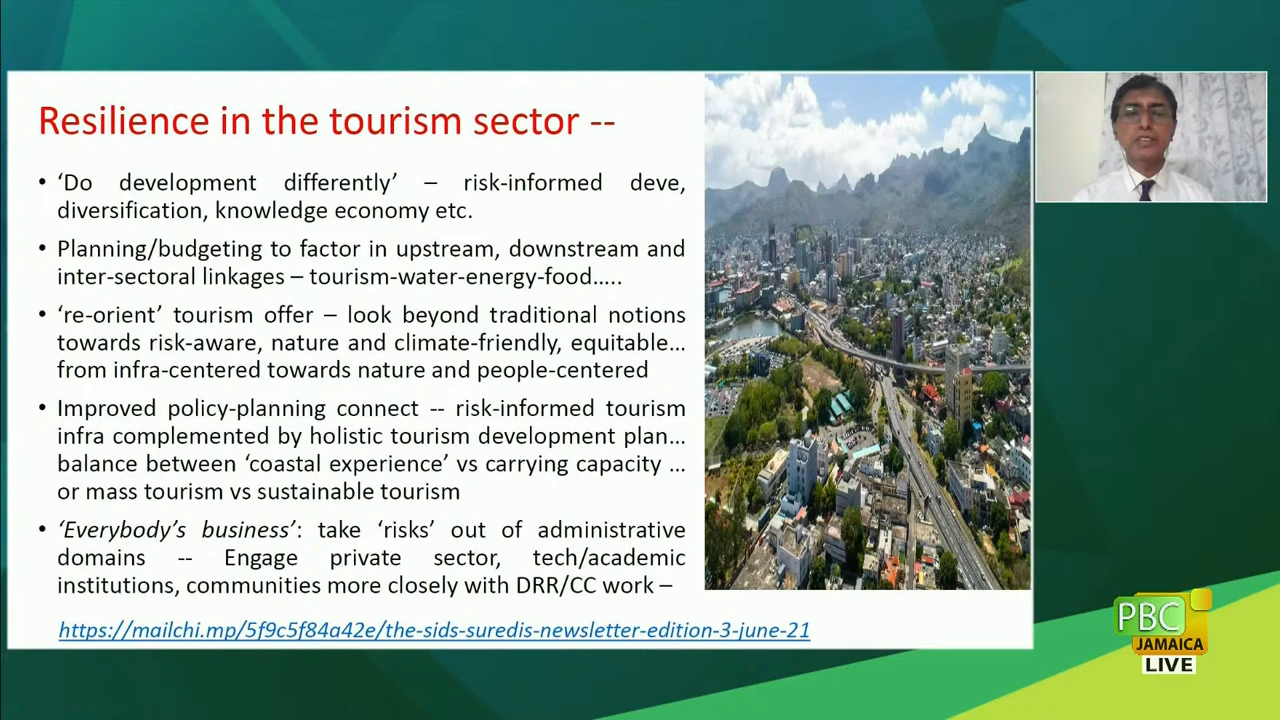 Resilience in the tourism sector --
• ‘Do development differently’ – risk-informed deve,
diversification, knowledge economy etc.
• Planning/budgeting to factor in upstream, downstream and
inter-sectoral linkages – tourism-water-energy-food…..
• ‘re-orient’ tourism offer – look beyond traditional notions
towards risk-aware, nature and climate-friendly, equitable…
from infra-centered towards nature and people-centered
• Improved policy-planning connect -- risk-informed tourism
infra complemented by holistic tourism development plan…
balance between ‘coastal experience’ vs carrying capacity …
or mass tourism vs sustainable tourism
• ‘Everybody’s business’: take ‘risks’ out of administrative
domains -- Engage private sector, tech/academic
institutions, communities more closely with DRR/CC work –
https://mailchi.mp/5f9c5f84a42e/the-sids-suredis-newsletter-edition-3-june-21
PBC
JAMAICA
LIVE